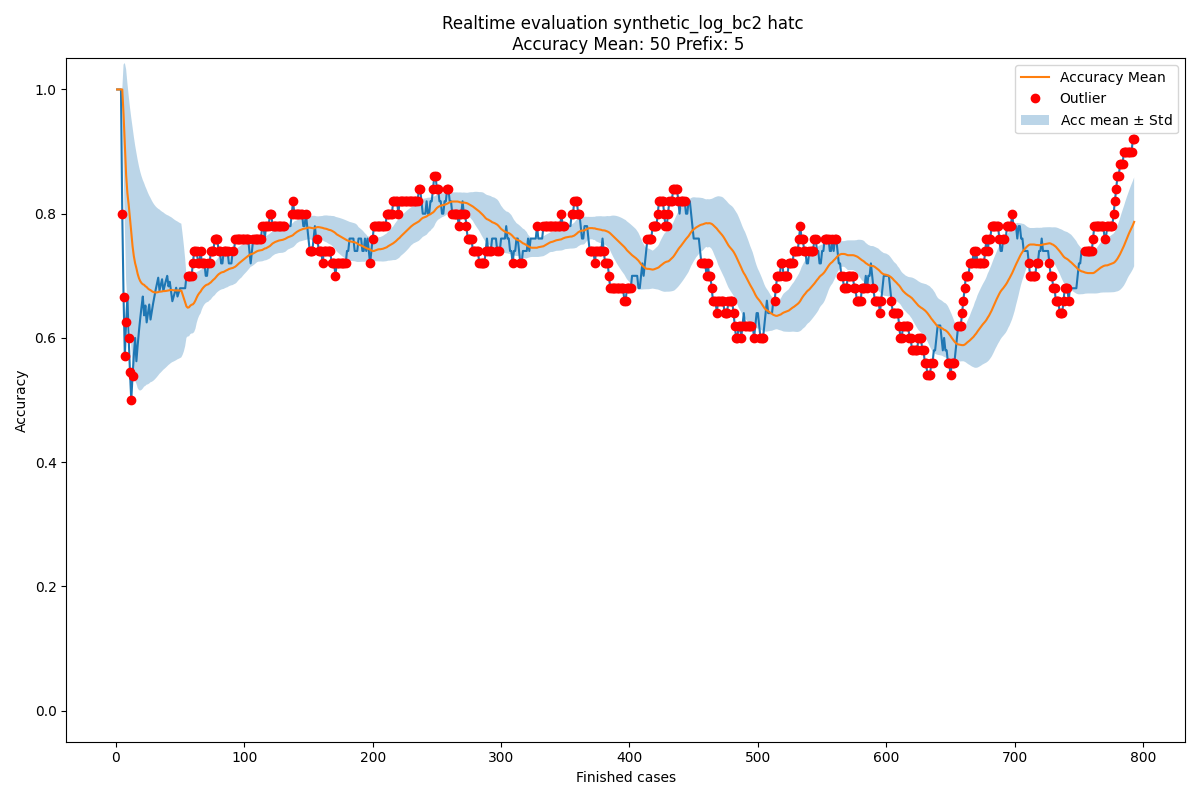 Realtime evaluation synthetic_log_bc2 hatc
Accuracy Mean: 50 Prefix: 5
Accuracy Mean
Outlier
Acc mean ± Std
1.0
0.8
0.6
0.4
0.2
0.0
Accuracy
0 100 200 300 400 500 600 700 800
Finished cases